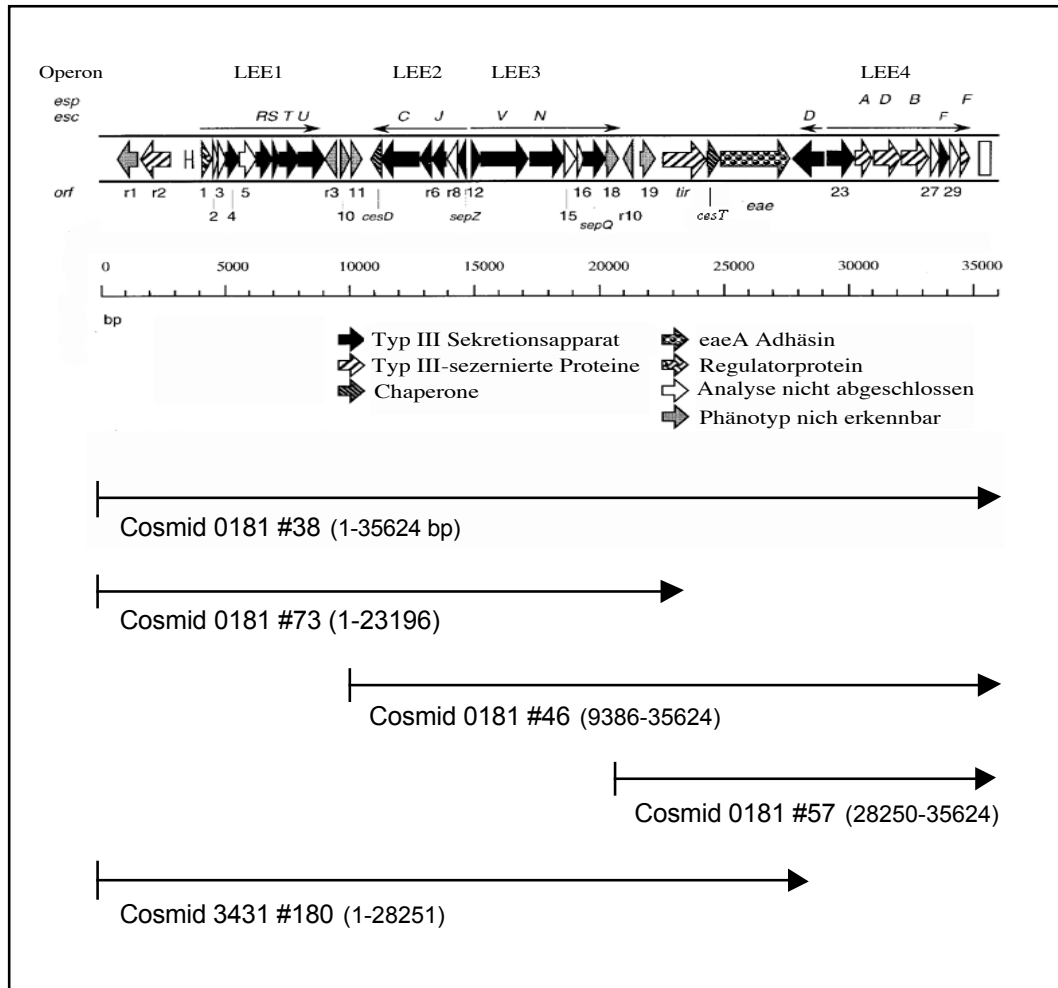 Operon LEE1 LEE2 LEE3 LEE4
esp A D B F
esc RS T U C J V N D F
orf r1 r2 1 3 5 r3 11 cesD r6 r8 r12 16 18 19 tir eae 23 27 29
2 4 10 sepZ 15 sepQ r10 cesT
0 5000 10000 15000 20000 25000 30000 35000
bp
Typ III Sekretionsapparat
Typ III-sezernierte Proteine
Chaperone
eaeA Adhäsin
Regulatorprotein
Analyse nicht abgeschlossen
Phänotyp nich erkennbar
Cosmid 0181 #38 (1-35624 bp)
Cosmid 0181 #73 (1-23196)
Cosmid 0181 #46 (9386-35624)
Cosmid 0181 #57 (28250-35624)
Cosmid 3431 #180 (1-28251)